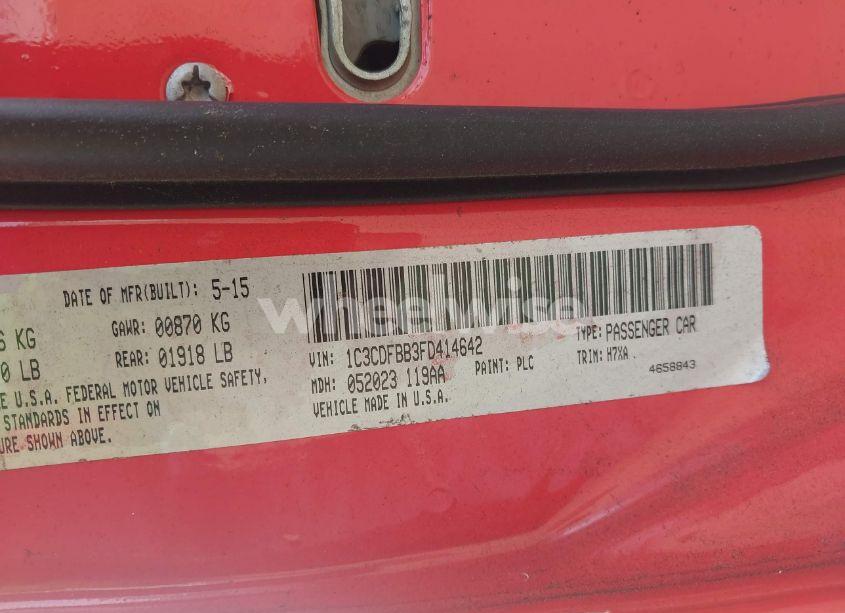 DATE OF MFR(BUILT): 5-15
KG GAWR: 00870 KG
0 LB REAR: 01918 LB
U.S.A. FEDERAL MOTOR VEHICLE SAFETY,
STANDARDS IN EFFECT ON
URE SHOWN ABOVE.
VIN: 1C3CDFBB3FD414642 TYPE: PASSENGER CAR
MDH: 052023 119AA PAINT: PLC TRIM: H7XA
VEHICLE MADE IN U.S.A. 4658843
wheelwise